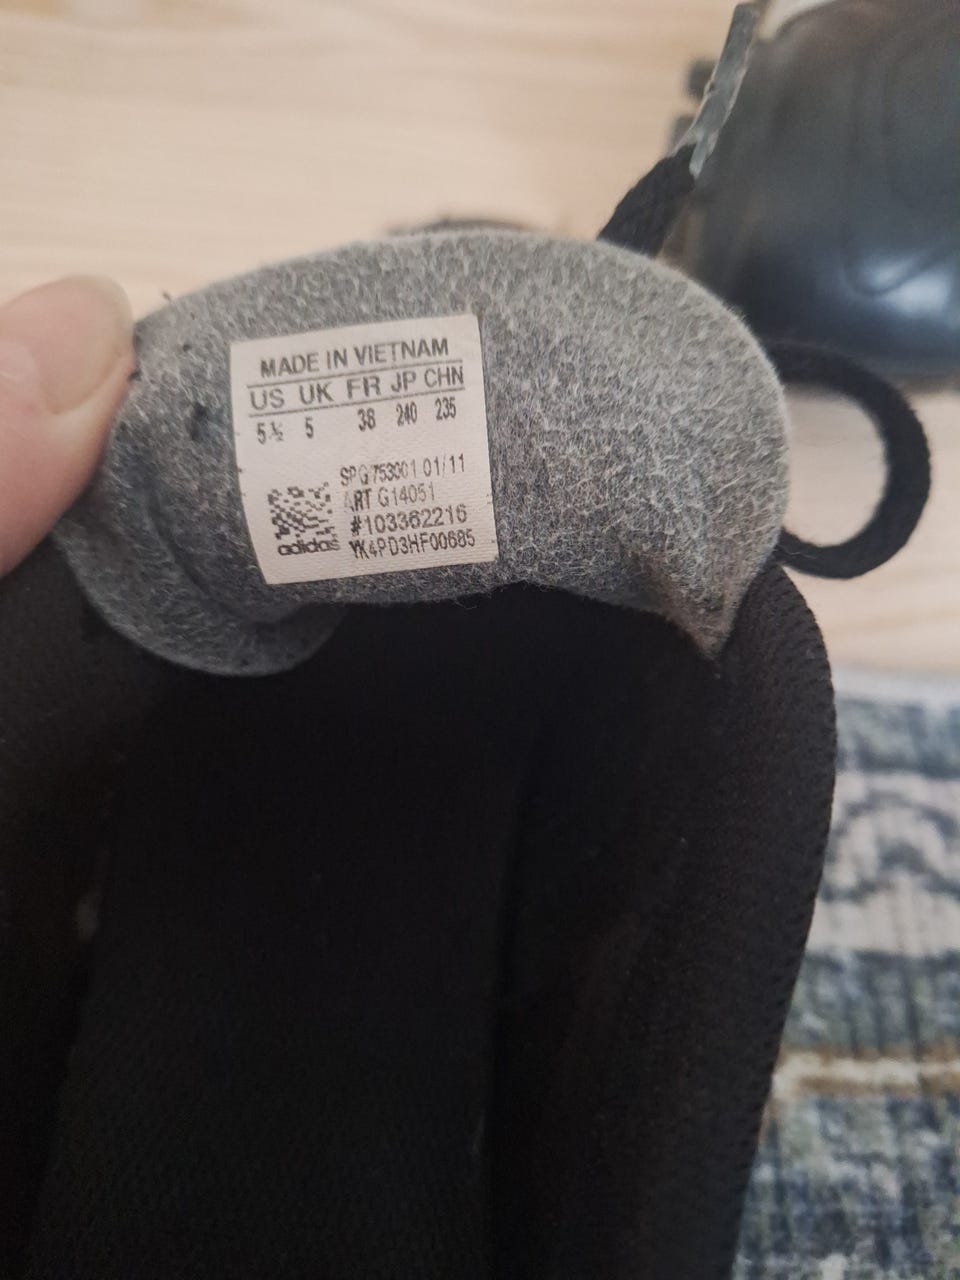 MADE IN VIETNAM
US UK FR JP CHN
5½ 5 38 240 235
SPG 753001 01/11
ART G14051
#103362216
adidas YK4PD3HF00685